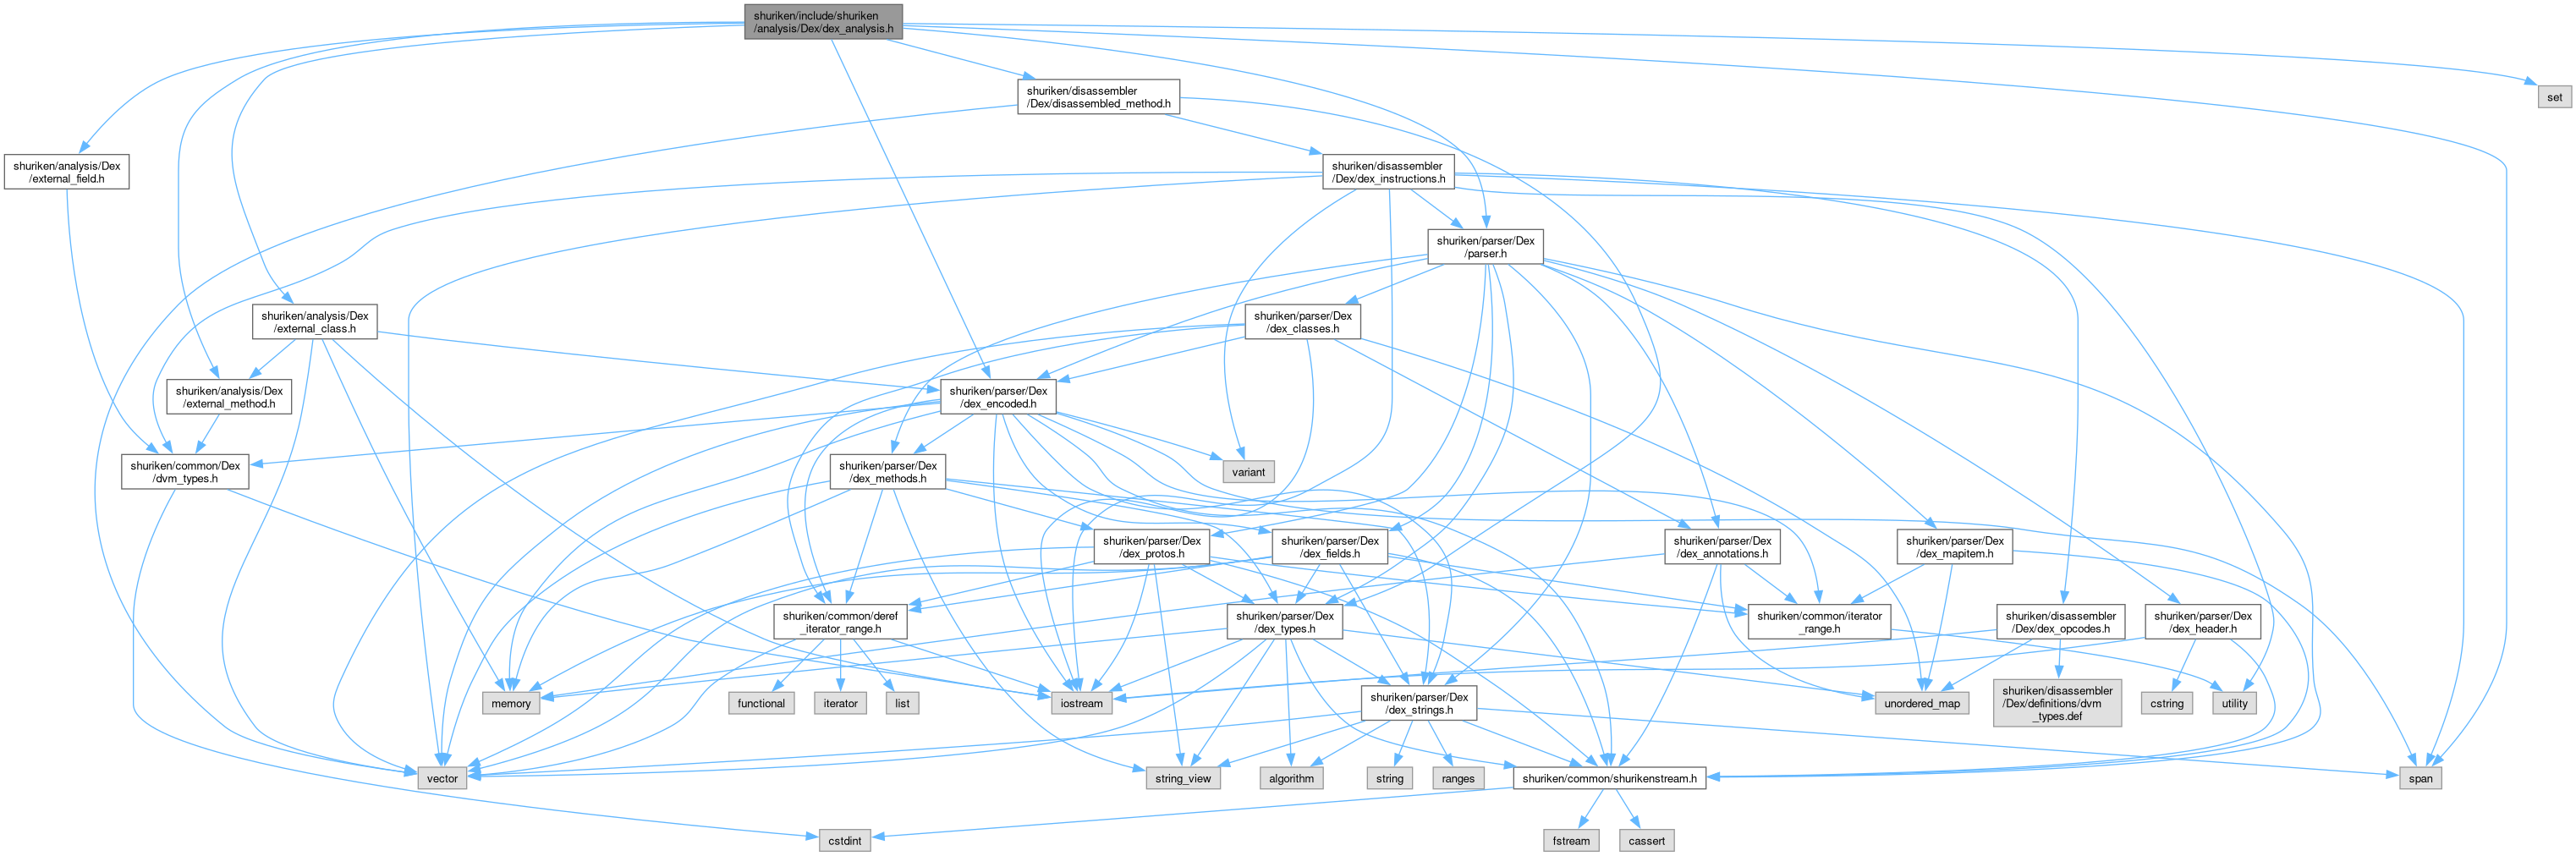 shuriken/include/shuriken
/analysis/Dex/dex_analysis.h
shuriken/disassembler
/Dex/disassembled_method.h
set
shuriken/analysis/Dex
/external_field.h
shuriken/disassembler
/Dex/dex_instructions.h
shuriken/parser/Dex
/parser.h
shuriken/analysis/Dex
/external_class.h
shuriken/parser/Dex
/dex_classes.h
shuriken/analysis/Dex
/external_method.h
shuriken/parser/Dex
/dex_encoded.h
shuriken/common/Dex
/dvm_types.h
shuriken/parser/Dex
/dex_methods.h
variant
shuriken/parser/Dex
/dex_protos.h
shuriken/parser/Dex
/dex_fields.h
shuriken/parser/Dex
/dex_annotations.h
shuriken/parser/Dex
/dex_mapitem.h
shuriken/common/deref
_iterator_range.h
shuriken/parser/Dex
/dex_types.h
shuriken/common/iterator
_range.h
shuriken/disassembler
/Dex/dex_opcodes.h
shuriken/parser/Dex
/dex_header.h
memory
functional
iterator
list
iostream
shuriken/parser/Dex
/dex_strings.h
unordered_map
shuriken/disassembler
/Dex/definitions/dvm
_types.def
cstring
utility
vector
string_view
algorithm
string
ranges
shuriken/common/shurikenstream.h
span
cstdint
fstream
cassert